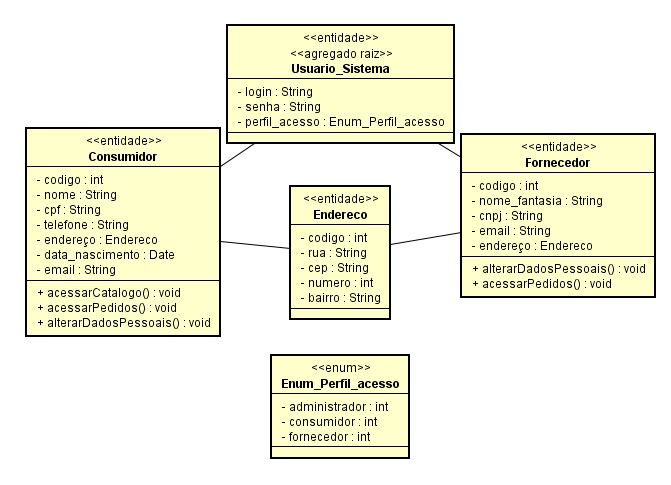 <<entidade>>
<<agregado raiz>>
Usuario_Sistema
- login : String
- senha : String
- perfil_acesso : Enum_Perfil_acesso
<<entidade>>
Consumidor
- codigo : int
- nome : String
- cpf : String
- telefone : String
- endereço : Endereco
- data_nascimento : Date
- email : String
+ acessarCatalogo() : void
+ acessarPedidos() : void
+ alterarDadosPessoais() : void
<<entidade>>
Fornecedor
- codigo : int
- nome_fantasia : String
- cnpj : String
- email : String
- endereço : Endereco
+ alterarDadosPessoais() : void
+ acessarPedidos() : void
<<entidade>>
Endereco
- codigo : int
- rua : String
- cep : String
- numero : int
- bairro : String
<<enum>>
Enum_Perfil_acesso
- administrador : int
- consumidor : int
- fornecedor : int